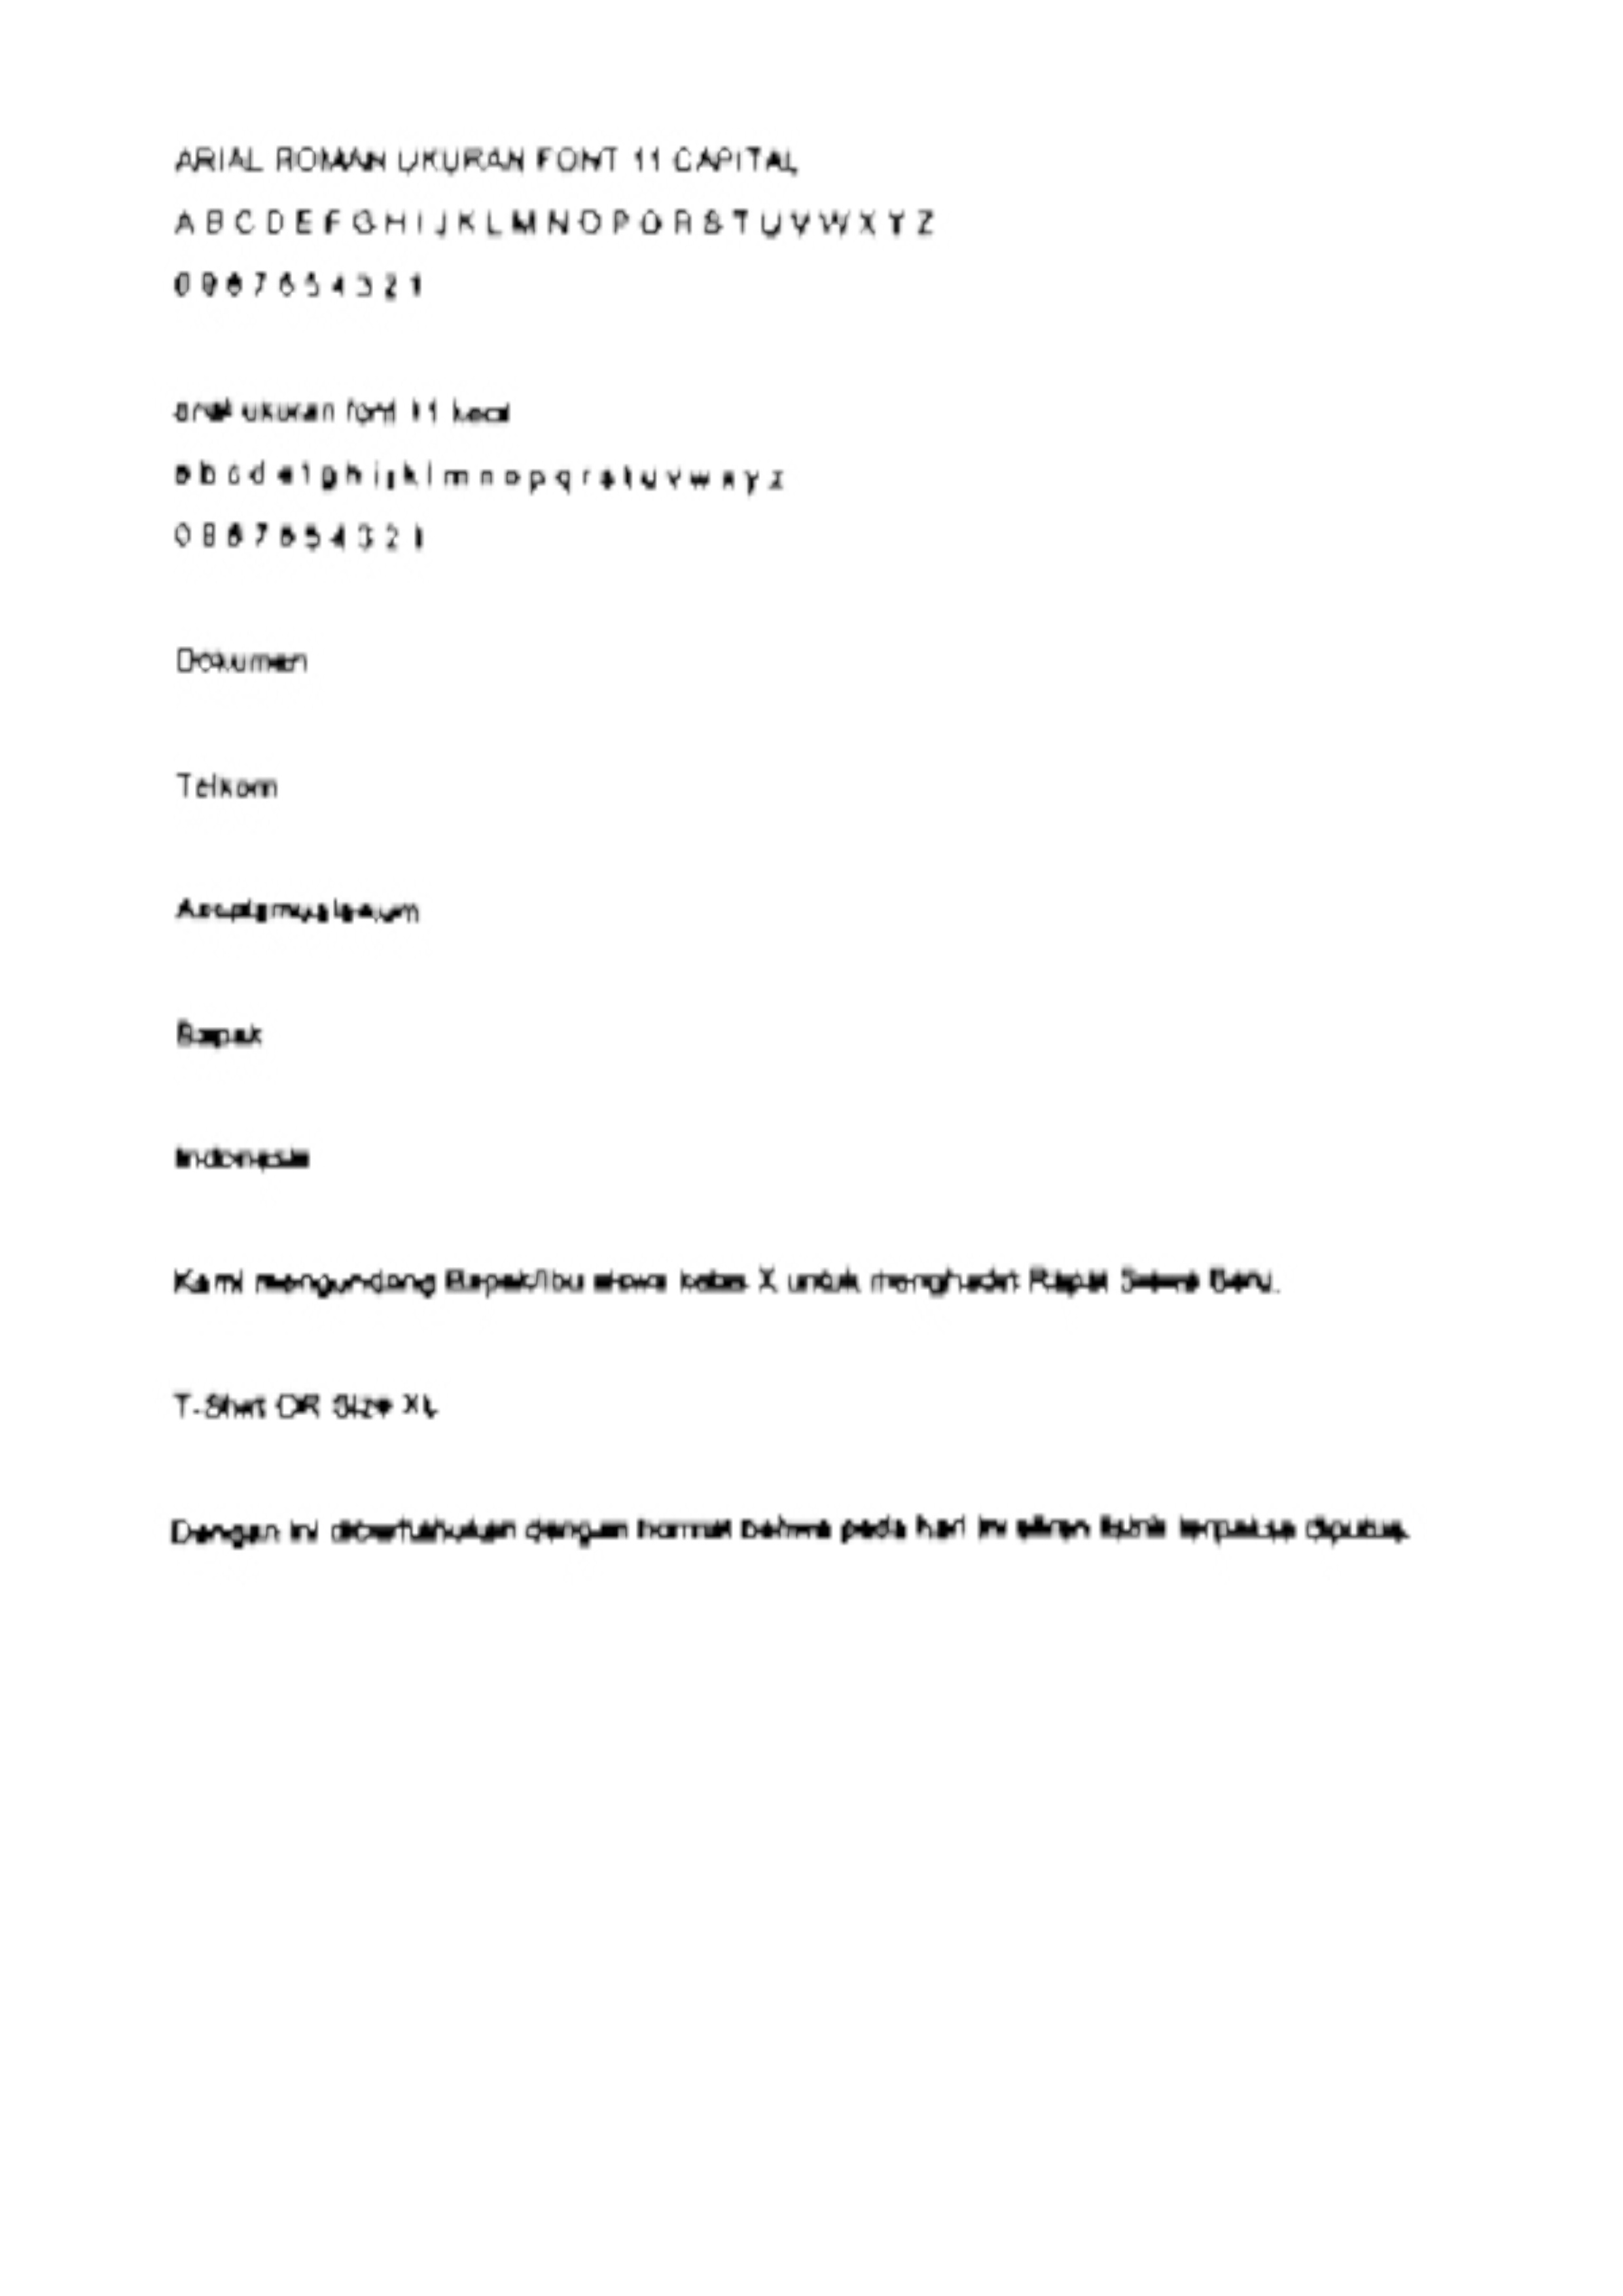 ARIAL ROMAN UKURAN FONT 11 CAPITAL
A B C D E F G H I J K L M N O P Q R S T U V W X Y Z
0 9 8 7 6 5 4 3 2 1
arial ukuran font 11 kecil
a b c d e f g h i j k l m n o p q r s t u v w x y z
0 9 8 7 6 5 4 3 2 1
Dokumen
Telkom
Assalamualaikum
Bapak
Indonesia
Kami mengundang Bapak/Ibu siswa kelas X untuk menghadiri Rapat Baru.
T-Shirt Size XL
Dengan ini diberitahukan dengan hormat bahwa pada hari ini aliran listrik terpaksa diputus.